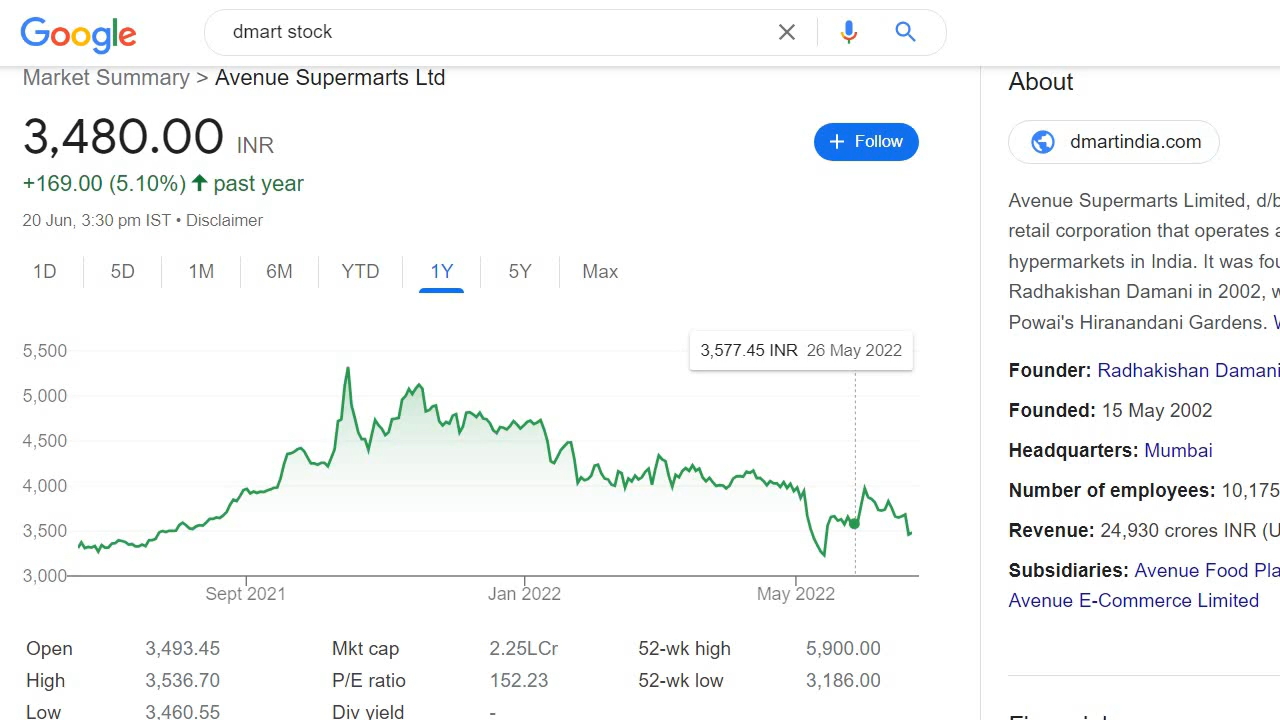 Google
dmart stock
Market Summary > Avenue Supermarts Ltd
3,480.00 INR
+ Follow
+169.00 (5.10%) past year
20 Jun, 3:30 pm IST • Disclaimer
1D 5D 1M 6M YTD 1Y 5Y Max
3,577.45 INR 26 May 2022
5,500
5,000
4,500
4,000
3,500
3,000
Sept 2021 Jan 2022 May 2022
Open 3,493.45 Mkt cap 2.25LCr 52-wk high 5,900.00
High 3,536.70 P/E ratio 152.23 52-wk low 3,186.00
Low 3,460.55 Div yield -
About
dmartindia.com
Avenue Supermarts Limited, d/b
retail corporation that operates a
hypermarkets in India. It was fou
Radhakishan Damani in 2002, w
Powai's Hiranandani Gardens. W
Founder: Radhakishan Damani
Founded: 15 May 2002
Headquarters: Mumbai
Number of employees: 10,175
Revenue: 24,930 crores INR (U
Subsidiaries: Avenue Food Pla
Avenue E-Commerce Limited